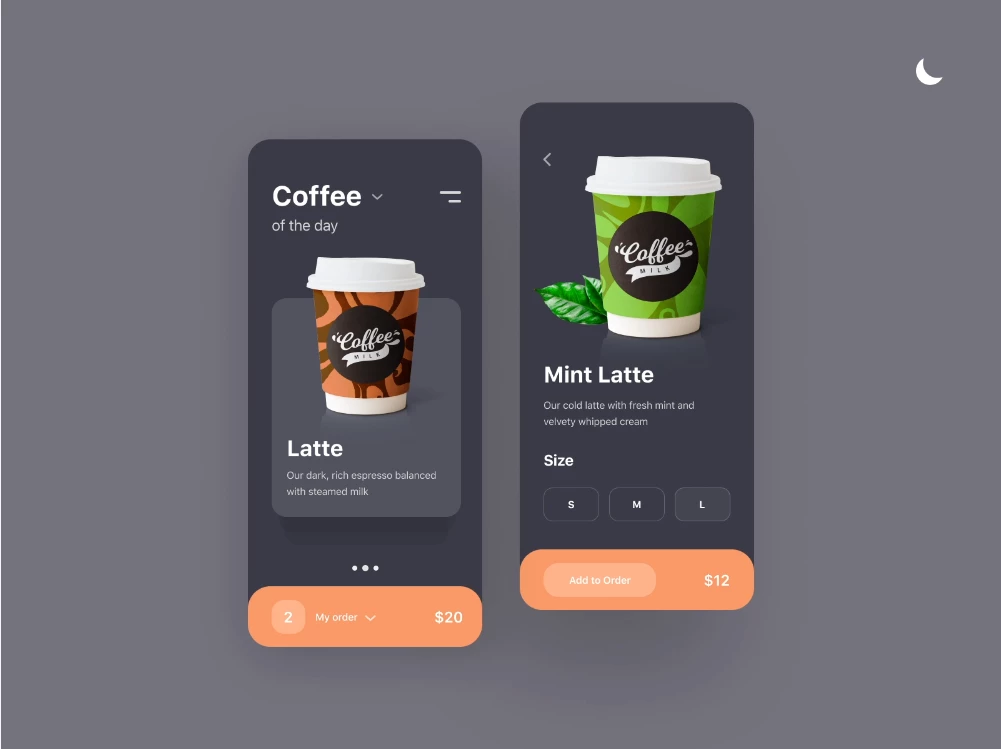 Coffee
of the day
Coffee
MILK
Latte
Our dark, rich espresso balanced
with steamed milk
2
My order
$20
Coffee
MILK
Mint Latte
Our cold latte with fresh mint and
velvety whipped cream
Size
S
M
L
Add to Order
$12